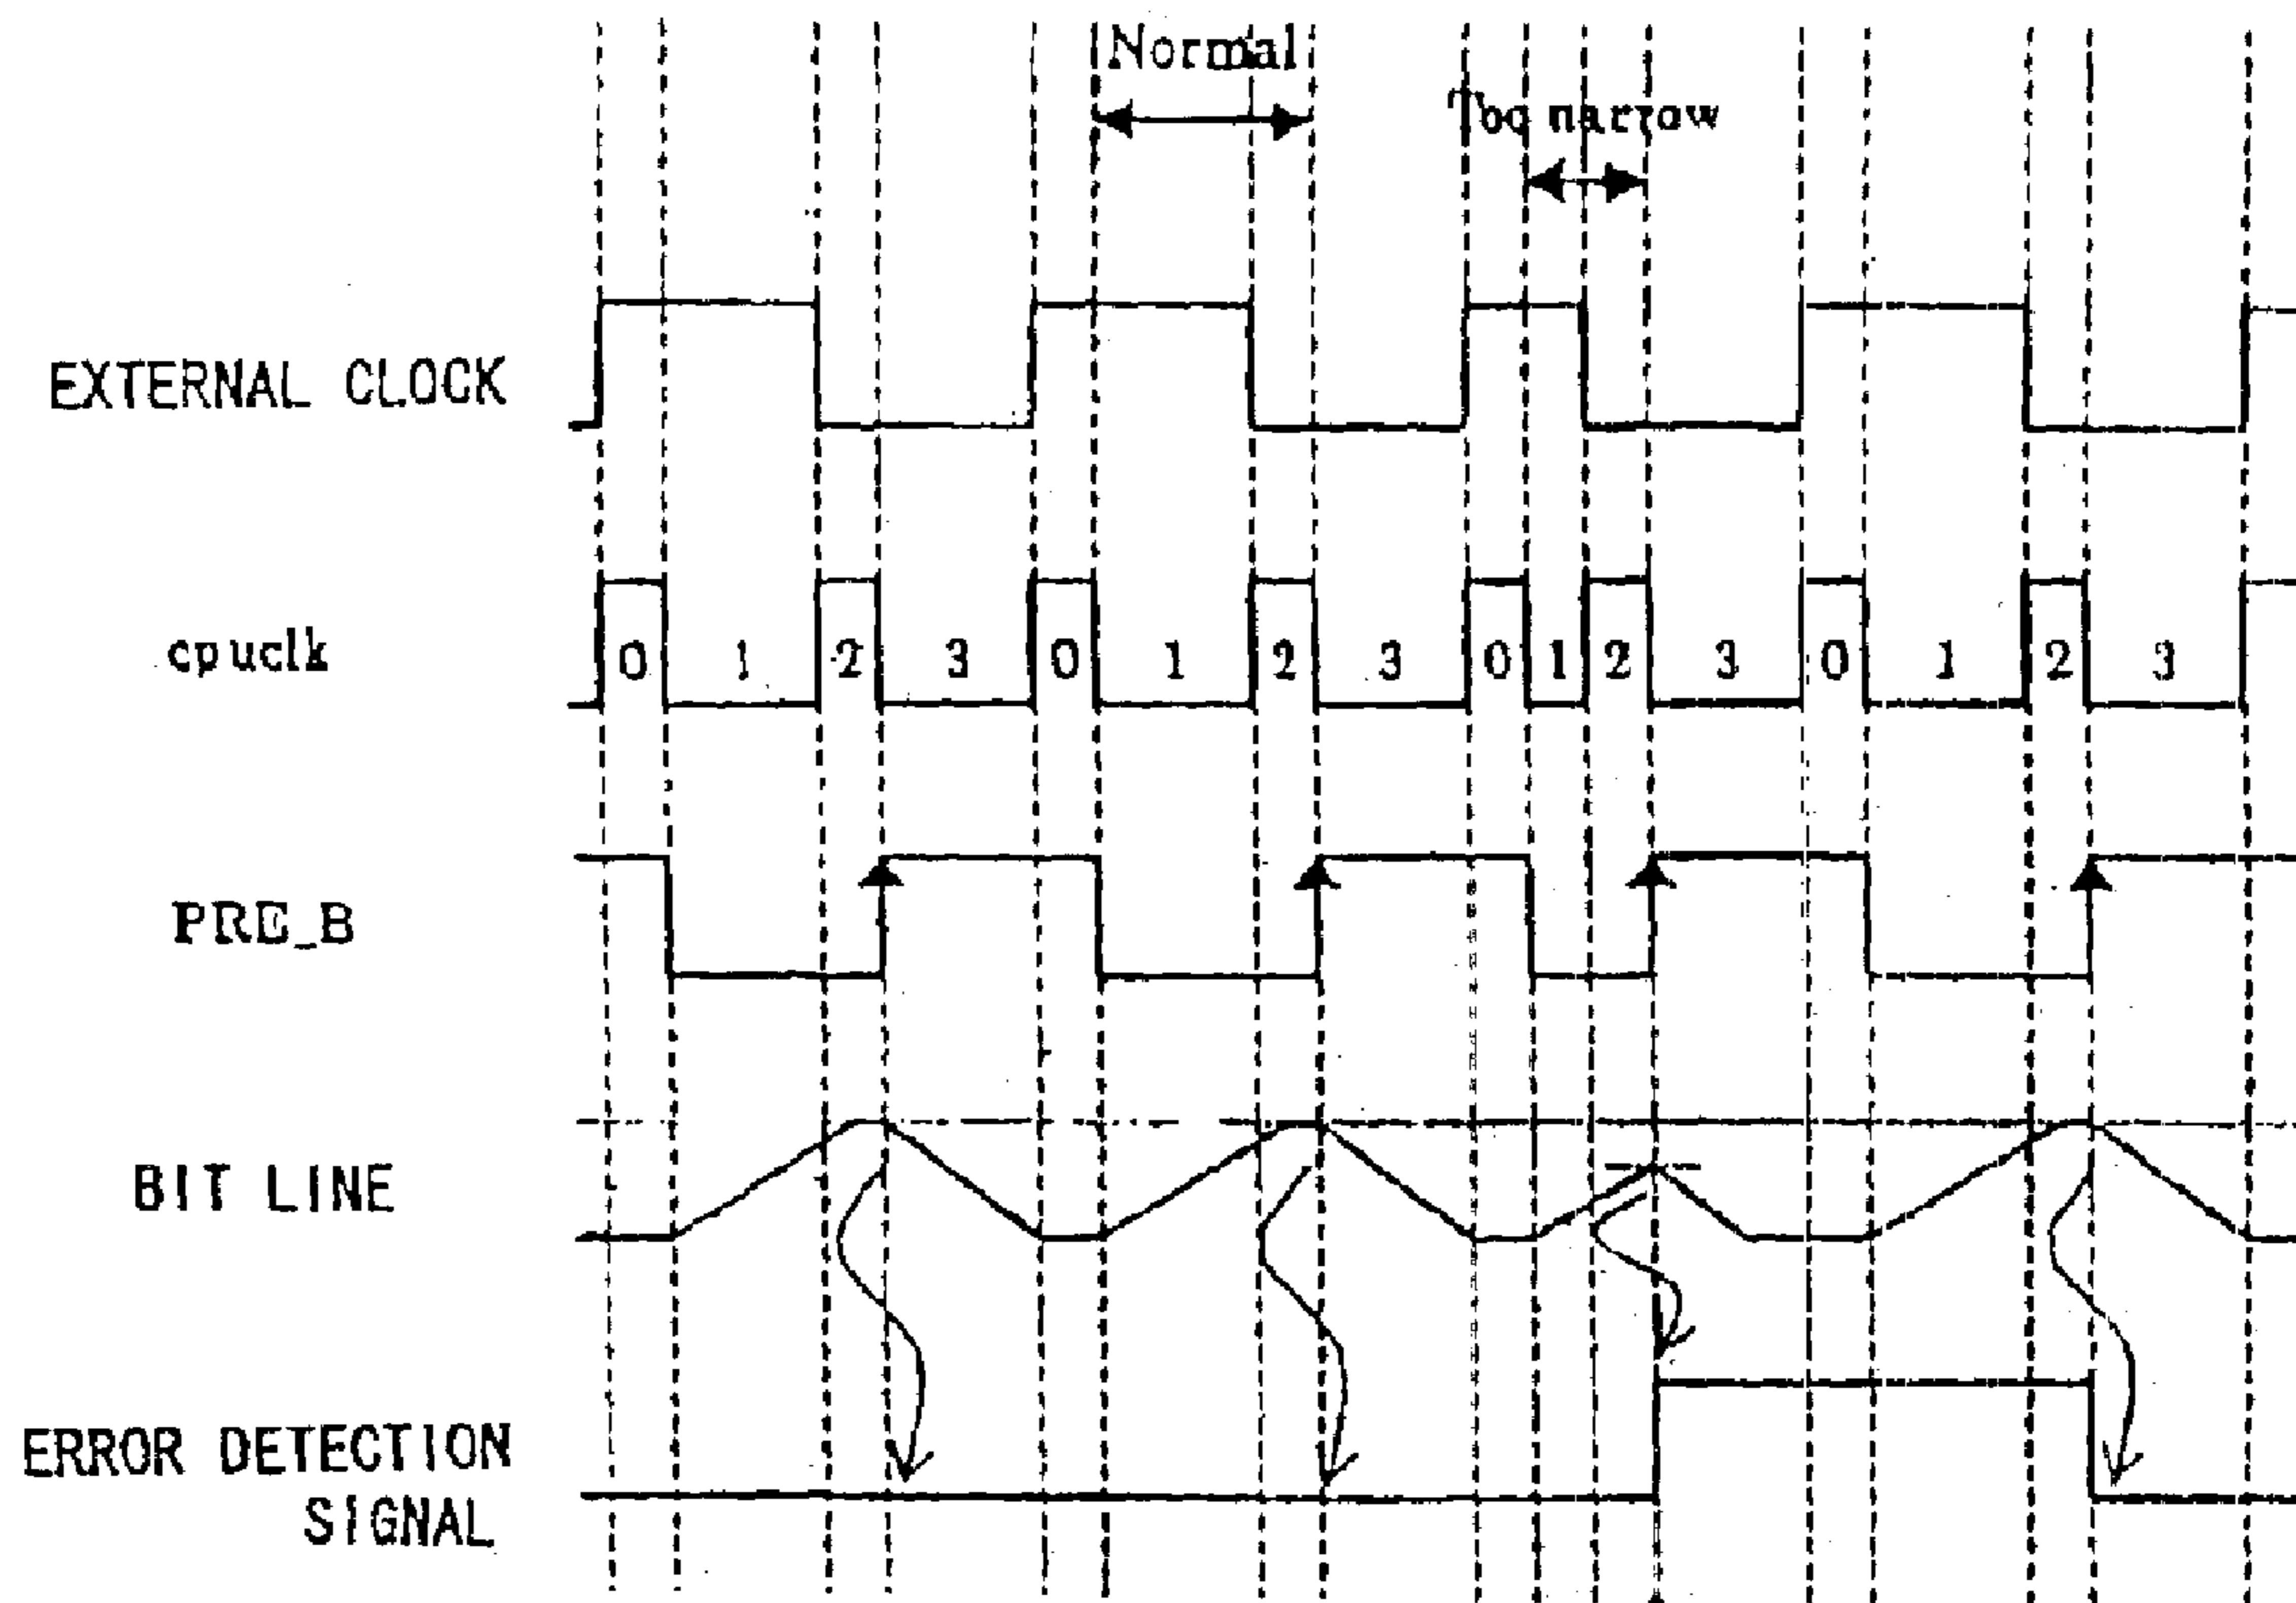 Normal
Too narrow
EXTERNAL CLOCK
cpuclk
0 1 2 3 0 1 2 3 0 1 2 3 0 1 2 3
PRE_B
BIT LINE
ERROR DETECTION
SIGNAL